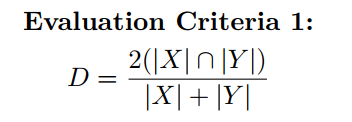 Evaluation Criteria 1:
D = 2(|X| ∩ |Y|) / |X| + |Y|